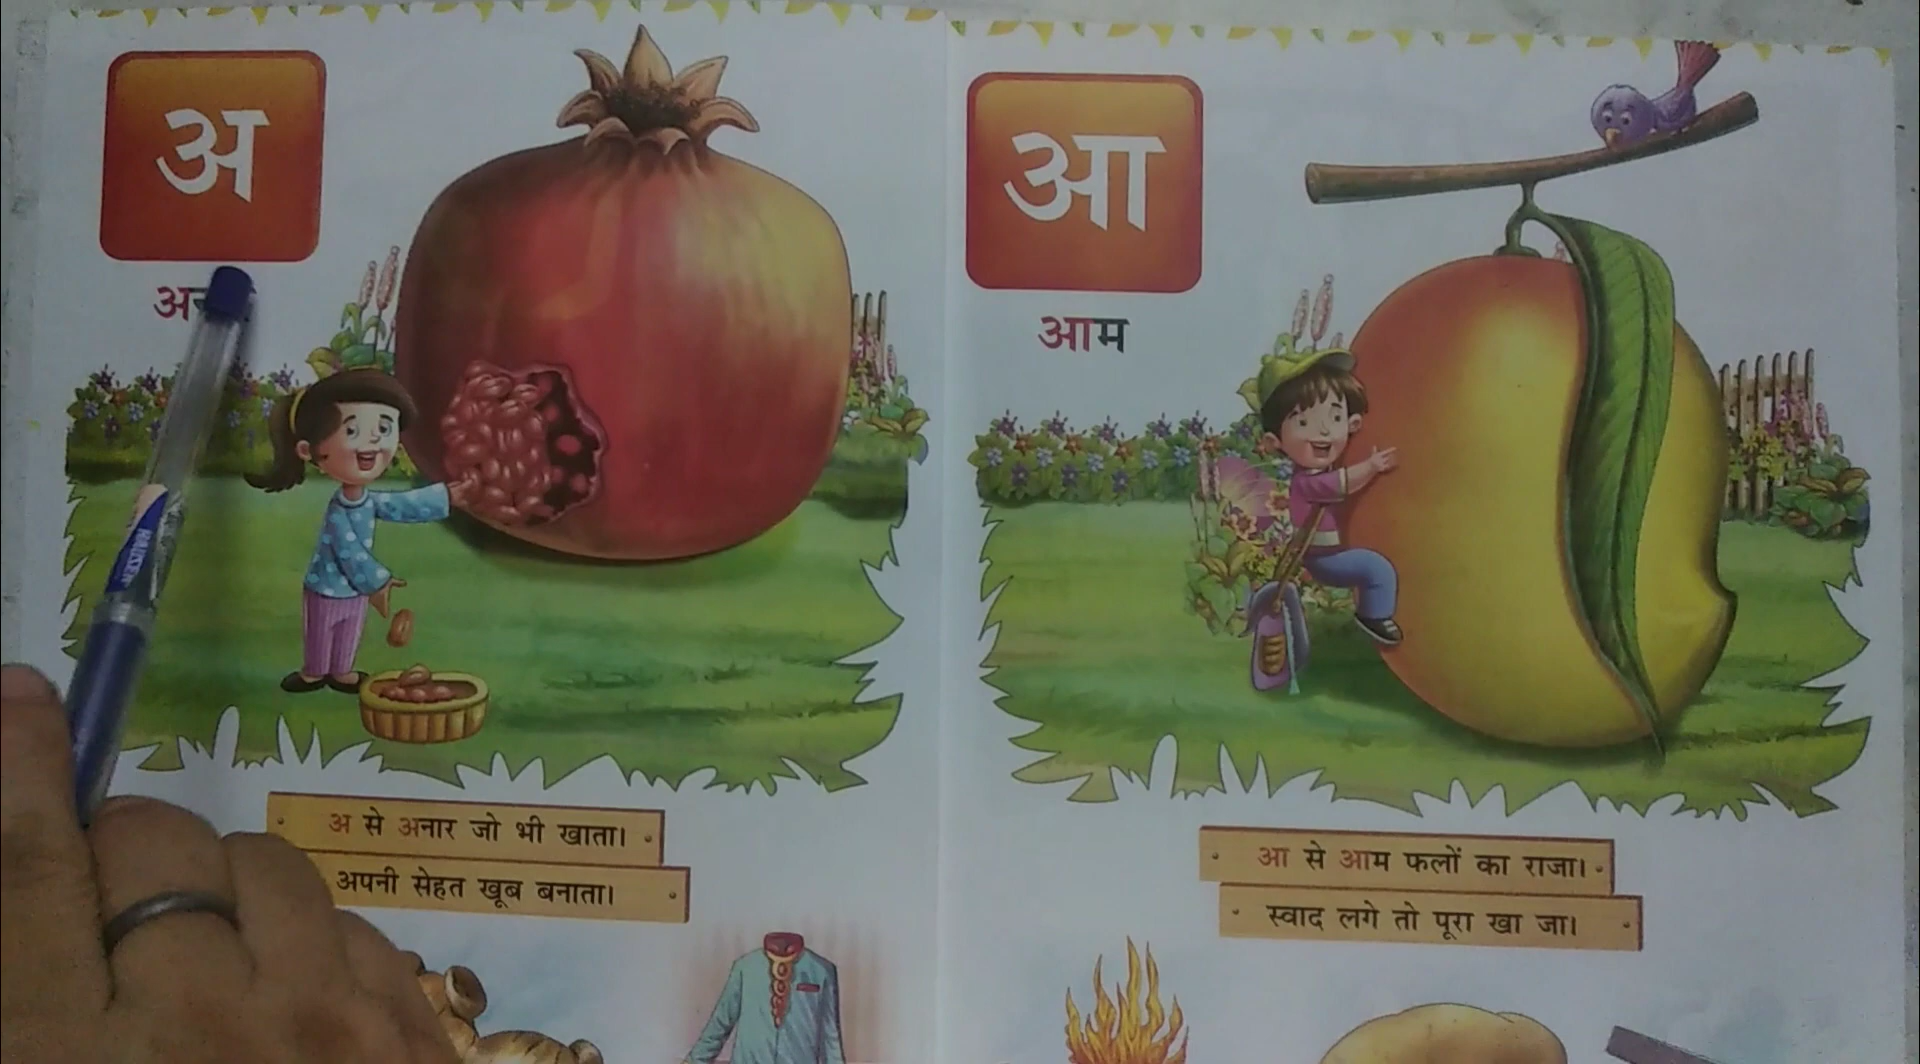 अ
अ से अनार जो भी खाता।
अपनी सेहत खूब बनाता।
आ
आम
आ से आम फलों का राजा।
स्वाद लगे तो पूरा खा जा।